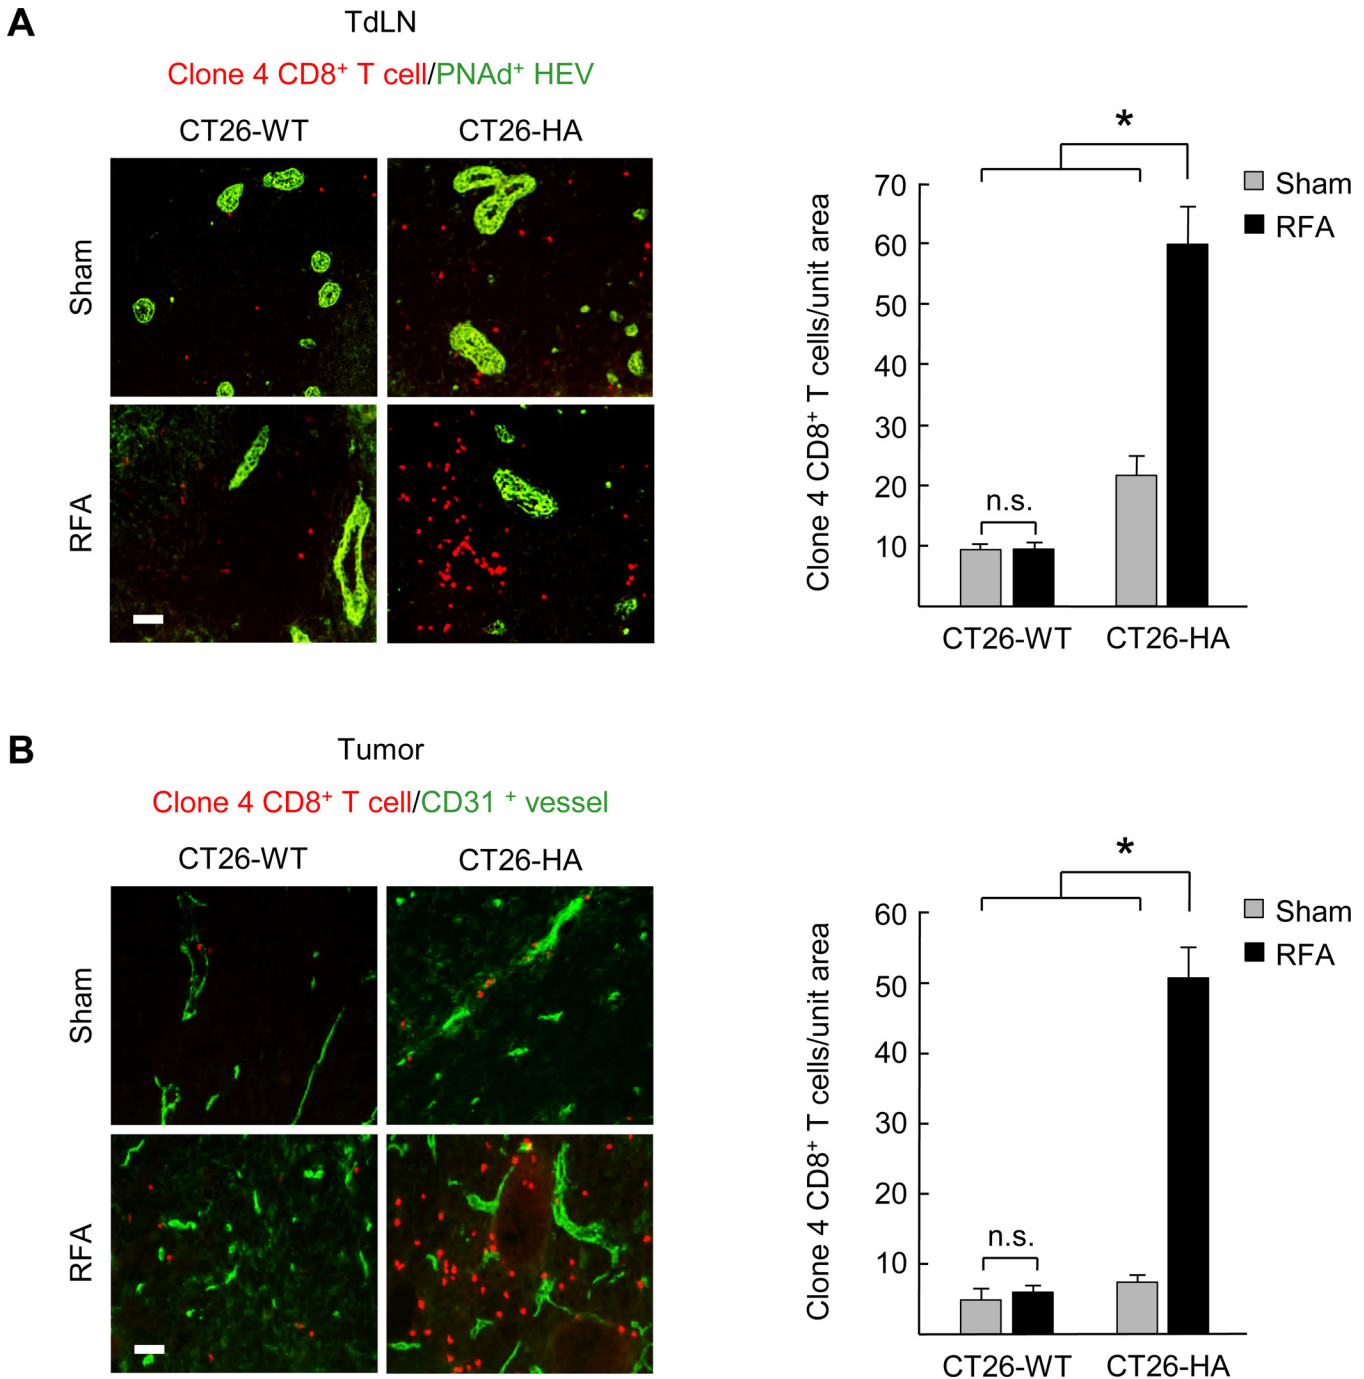 A
TdLN
Clone 4 CD8⁺ T cell/PNAd⁺ HEV
CT26-WT
CT26-HA
Sham
RFA
*
Clone 4 CD8⁺ T cells/unit area
70
60
50
40
30
20
10
n.s.
CT26-WT
CT26-HA
Sham
RFA
B
Tumor
Clone 4 CD8⁺ T cell/CD31 ⁺ vessel
CT26-WT
CT26-HA
Sham
RFA
*
Clone 4 CD8⁺ T cells/unit area
60
50
40
30
20
10
n.s.
CT26-WT
CT26-HA
Sham
RFA